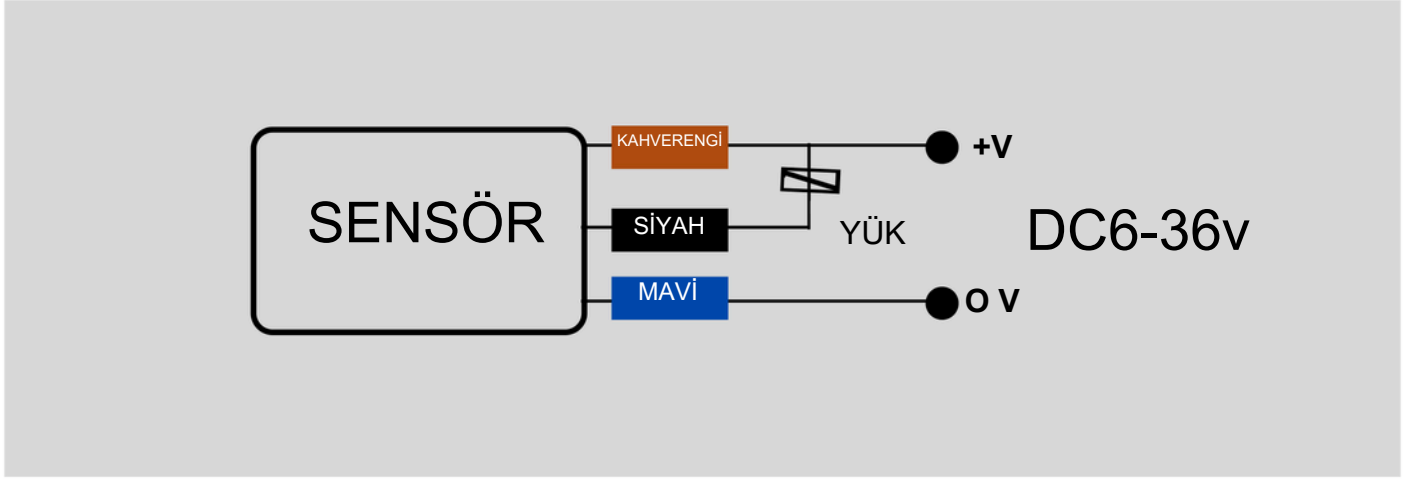 KAHVERENGİ
+V
SENSÖR
SİYAH
YÜK
DC6-36v
MAVİ
O V